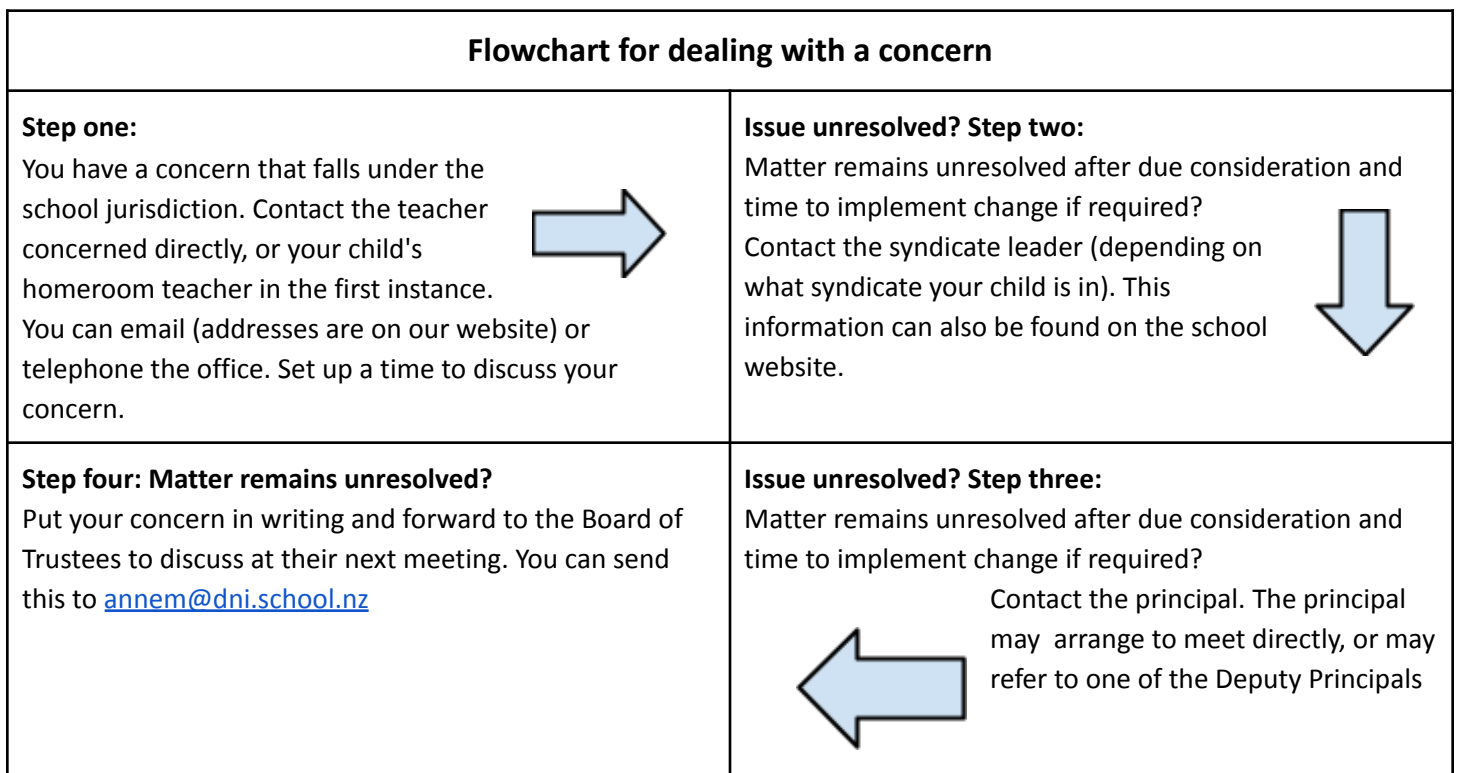 Flowchart for dealing with a concern
Step one:
You have a concern that falls under the
school jurisdiction. Contact the teacher
concerned directly, or your child's
homeroom teacher in the first instance.
You can email (addresses are on our website) or
telephone the office. Set up a time to discuss your
concern.
Issue unresolved? Step two:
Matter remains unresolved after due consideration and
time to implement change if required?
Contact the syndicate leader (depending on
what syndicate your child is in). This
information can also be found on the school
website.
Issue unresolved? Step three:
Matter remains unresolved after due consideration and
time to implement change if required?
Contact the principal. The principal
may  arrange to meet directly, or may
refer to one of the Deputy Principals
Step four: Matter remains unresolved?
Put your concern in writing and forward to the Board of
Trustees to discuss at their next meeting. You can send
this to annem@dni.school.nz